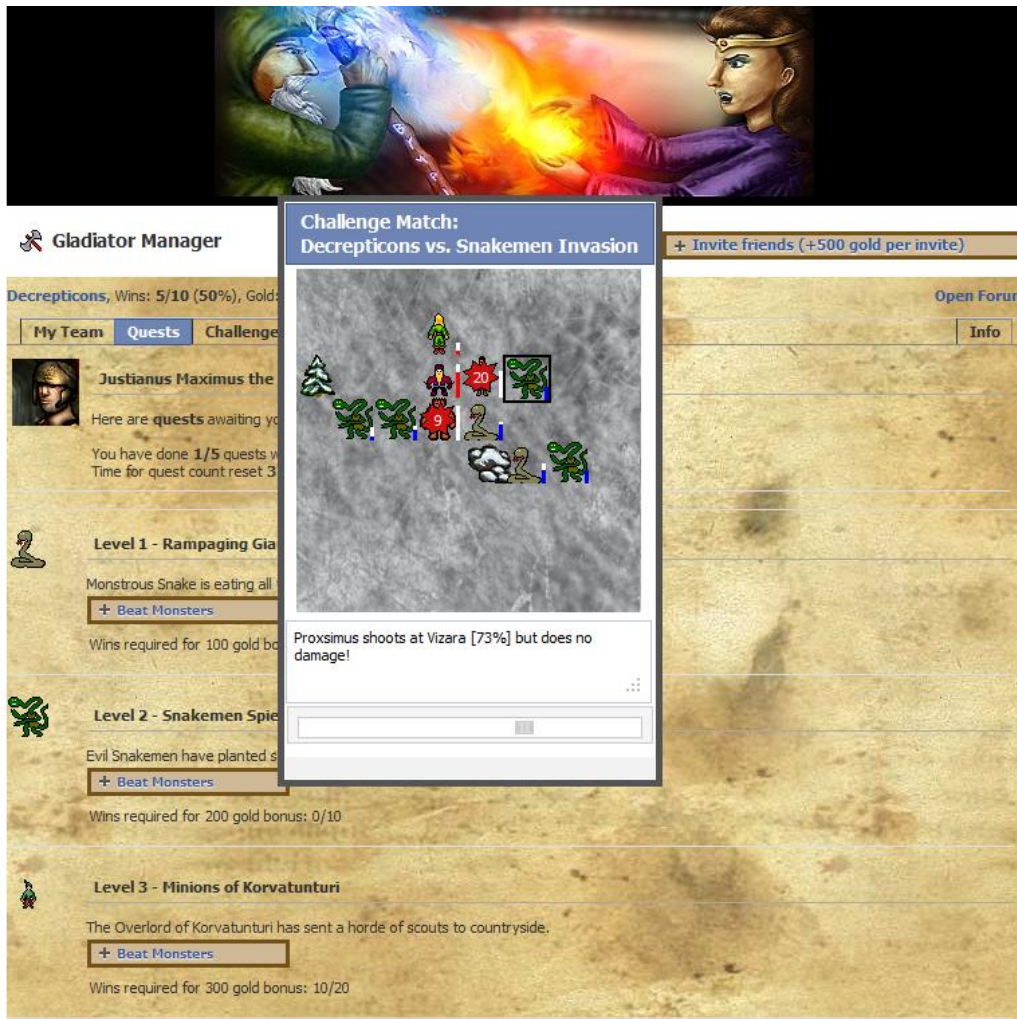 Challenge Match:
Decrepticons vs. Snakemen Invasion
Gladiator Manager
+ Invite friends (+500 gold per invite)
Decrepticons, Wins: 5/10 (50%), Gold:
Open Forum
My Team Quests Challenge
Info
20
9
Justianus Maximus the
Here are quests awaiting yo
You have done 1/5 quests w
Time for quest count reset 3
Level 1 - Rampaging Gia
Monstrous Snake is eating all
+ Beat Monsters
Wins required for 100 gold bo
Proxsimus shoots at Vizara [73%] but does no
damage!
Level 2 - Snakemen Spie
Evil Snakemen have planted s
+ Beat Monsters
Wins required for 200 gold bonus: 0/10
Level 3 - Minions of Korvatunturi
The Overlord of Korvatunturi has sent a horde of scouts to countryside.
+ Beat Monsters
Wins required for 300 gold bonus: 10/20